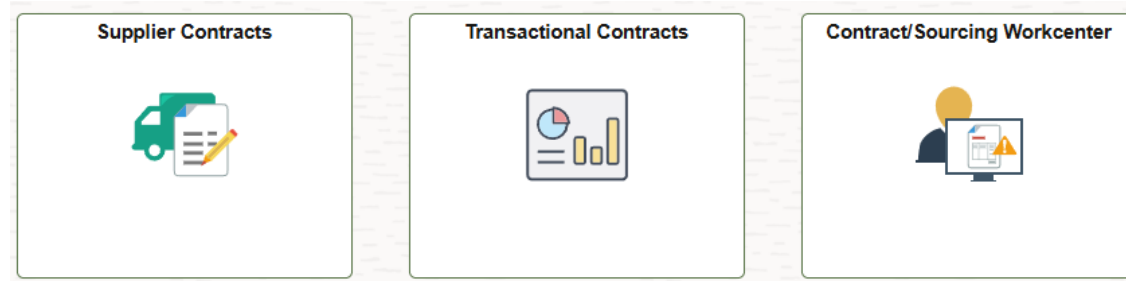 Supplier Contracts
Transactional Contracts
Contract/Sourcing Workcenter